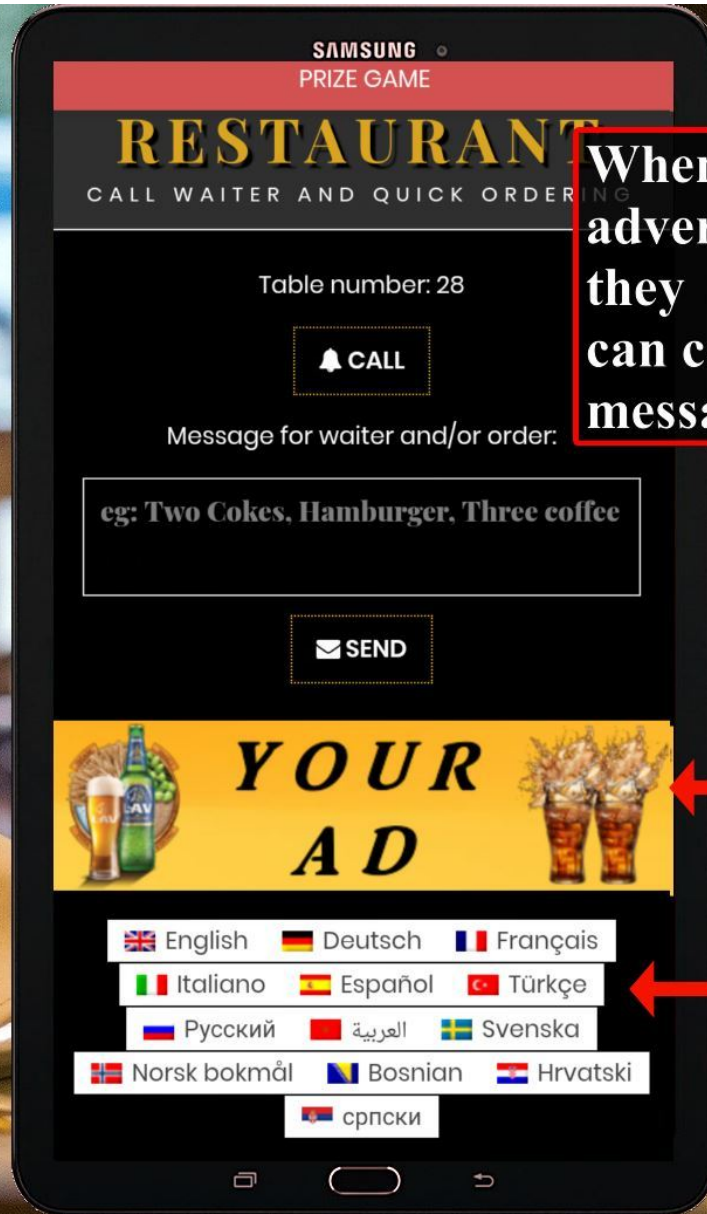 SAMSUNG
PRIZE GAME
RESTAURANT
CALL WAITER AND QUICK ORDERING
Table number: 28
CALL
Message for waiter and/or order:
eg: Two Cokes, Hamburger, Three coffee
SEND
LAV
YOUR
AD
English Deutsch Français
Italiano Español Türkçe
Русский العربية Svenska
Norsk bokmål Bosnian Hrvatski
српски
they
can